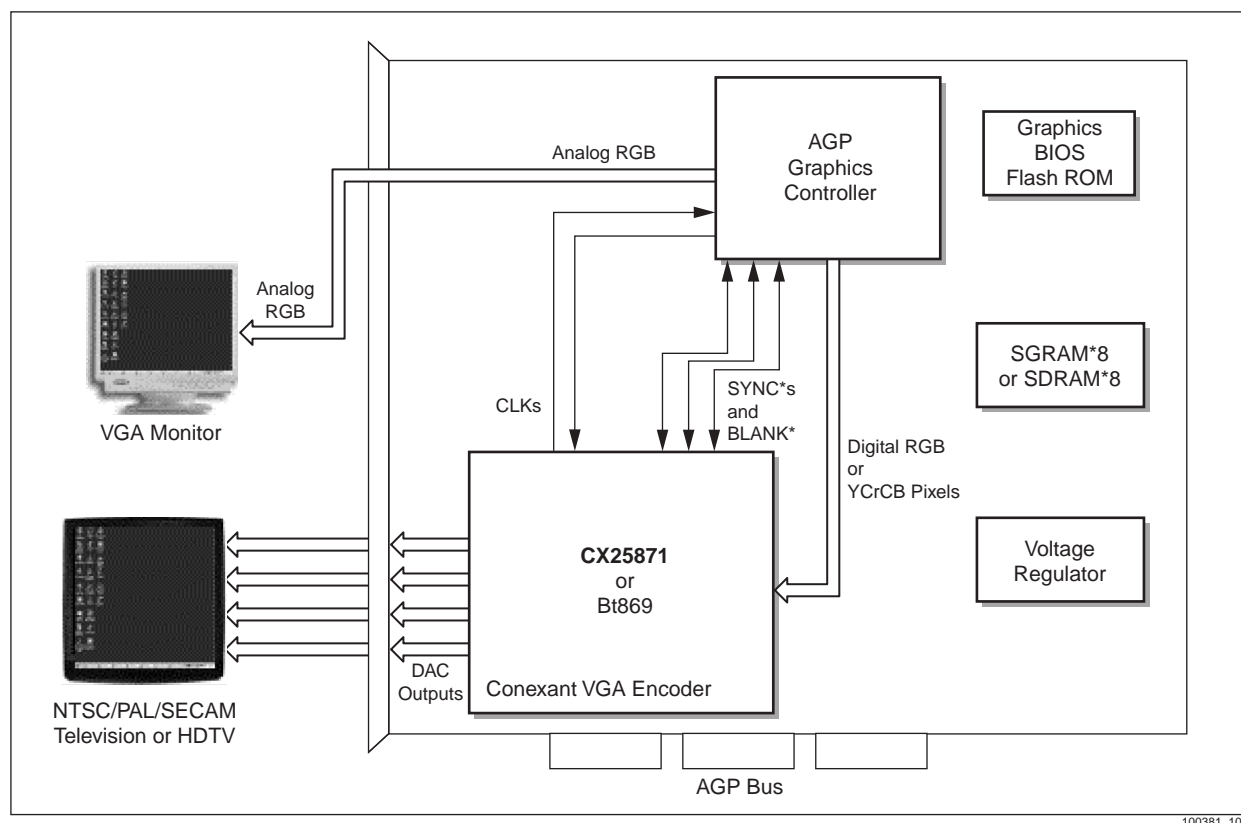 AGP
Graphics
Controller
Graphics
BIOS
Flash ROM
Analog RGB
Analog
RGB
VGA Monitor
SGRAM*8
or SDRAM*8
CLKs
SYNC*s
and
BLANK*
Digital RGB
or
YCrCB Pixels
CX25871
or
Bt869
Voltage
Regulator
DAC
Outputs
Conexant VGA Encoder
NTSC/PAL/SECAM
Television or HDTV
AGP Bus